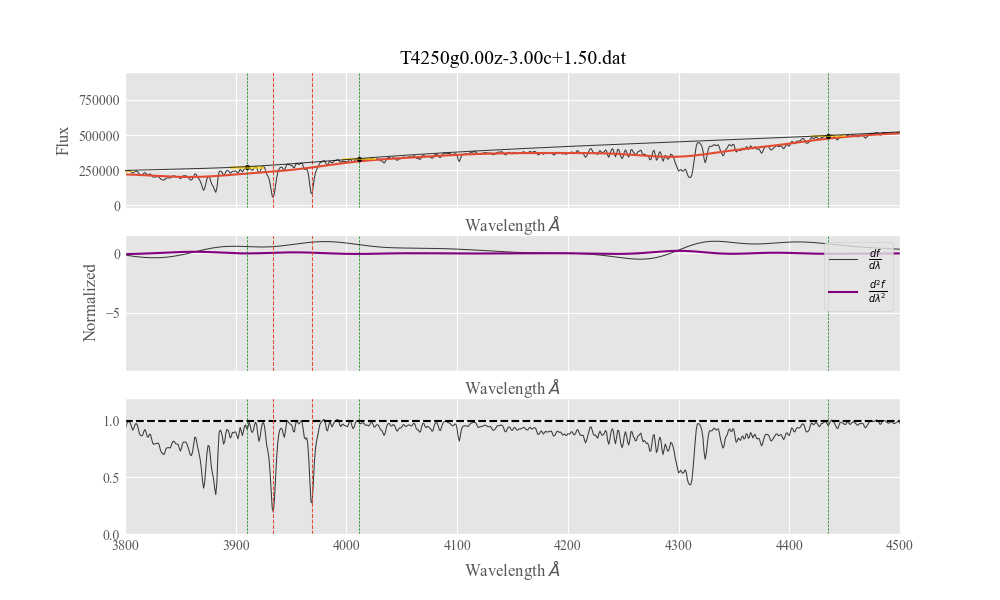 T4250g0.00z-3.00c+1.50.dat
Flux
750000
500000
250000
0
Wavelength Å
Normalized
0
−5
df
dλ
d²f
dλ²
Wavelength Å
1.0
0.5
0.0
3800 3900 4000 4100 4200 4300 4400 4500
Wavelength Å